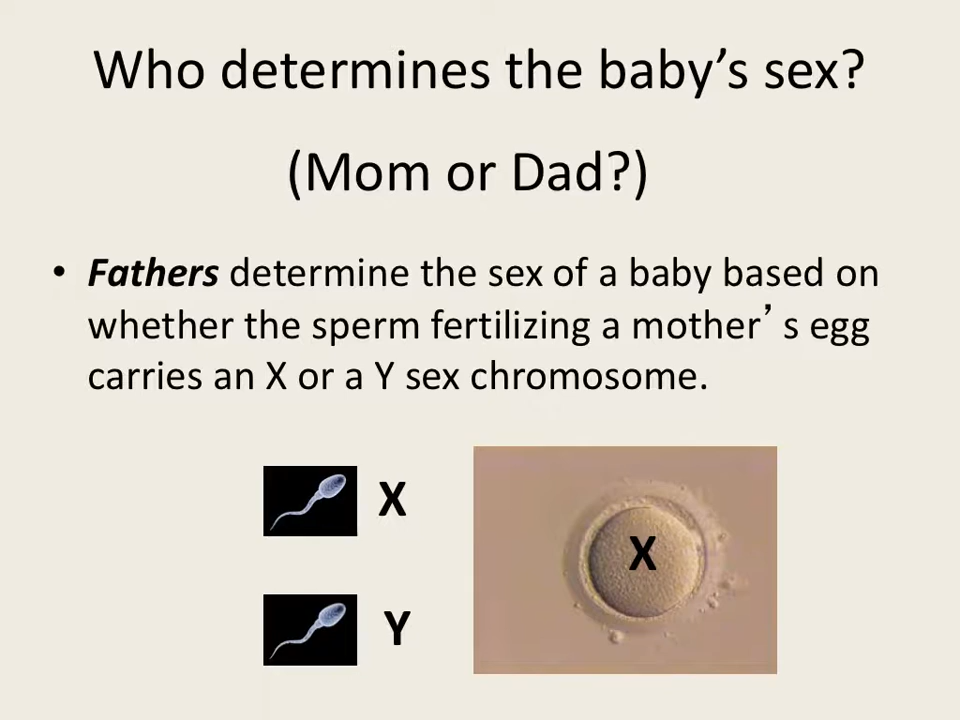 Who determines the baby’s sex?
(Mom or Dad?)
• Fathers determine the sex of a baby based on
whether the sperm fertilizing a mother’s egg
carries an X or a Y sex chromosome.
X
X
Y